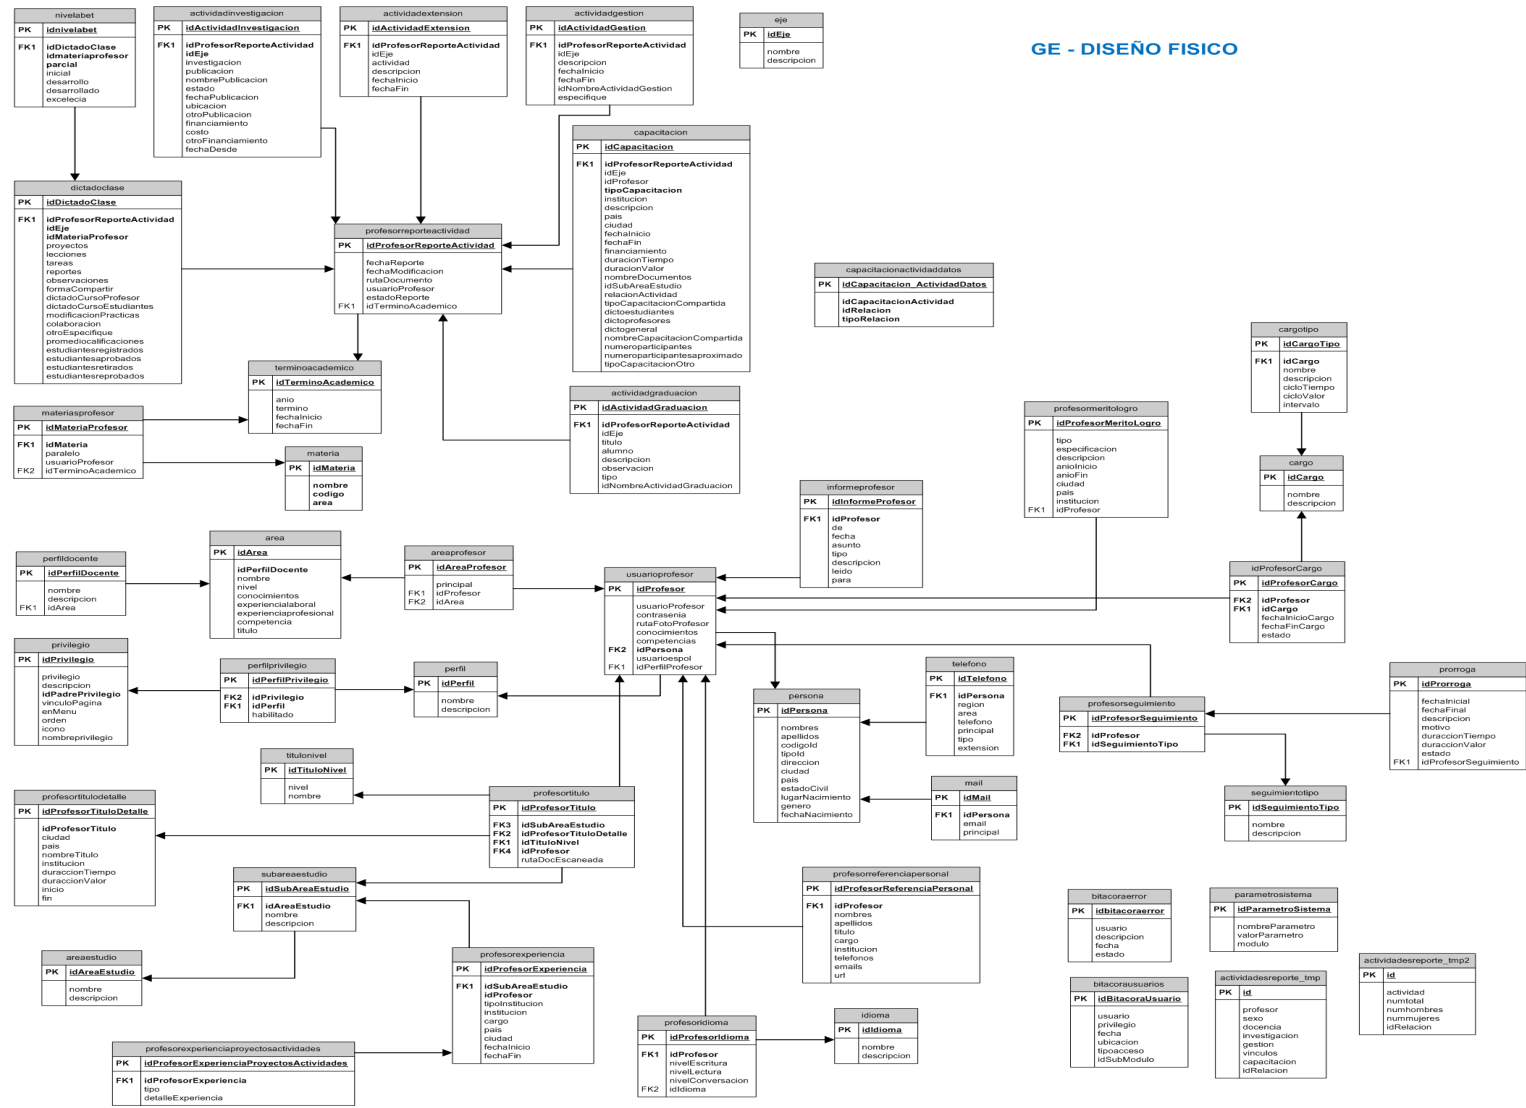 GE - DISEÑO FISICO
nivelabet
PK idnivelabet
FK1 idDictadoClase
idmateriaprofesor
parcial
inicial
desarrollo
desarrollado
excelecia
actividadinvestigacion
PK idActividadInvestigacion
FK1 idProfesorReporteActividad
idEje
investigacion
publicacion
nombrePublicacion
estado
fechaPublicacion
ubicacion
otroPublicacion
financiamiento
costo
otroFinanciamiento
fechaDesde
actividadextension
PK idActividadExtension
FK1 idProfesorReporteActividad
idEje
actividad
descripcion
fechaInicio
fechaFin
actividadgestion
PK idActividadGestion
FK1 idProfesorReporteActividad
idEje
descripcion
fechaInicio
fechaFin
idNombreActividadGestion
especifique
eje
PK idEje
nombre
descripcion
capacitacion
PK idCapacitacion
FK1 idProfesorReporteActividad
idEje
idProfesor
tipoCapacitacion
institucion
descripcion
pais
ciudad
fechaInicio
fechaFin
financiamiento
duracionTiempo
duracionValor
nombreDocumentos
idSubAreaEstudio
relacionActividad
tipoCapacitacionCompartida
dictoestudiantes
dictoprofesores
dictogeneral
nombreCapacitacionCompartida
numeroparticipantes
numeroparticipantesaproximado
tipoCapacitacionOtro
dictadoclase
PK idDictadoClase
FK1 idProfesorReporteActividad
idEje
idMateriaProfesor
proyectos
lecciones
tareas
reportes
observaciones
formaCompartir
dictadoCursoProfesor
dictadoCursoEstudiantes
modificacionPracticas
colaboracion
otroEspecifique
promediocalificaciones
estudiantesregistrados
estudiantesaprobados
estudiantesretirados
estudiantesreprobados
profesorreporteactividad
PK idProfesorReporteActividad
fechaReporte
fechaModificacion
rutaDocumento
usuarioProfesor
estadoReporte
FK1 idTerminoAcademico
capacitacionactividaddatos
PK idCapacitacion_ActividadDatos
idCapacitacionActividad
idRelacion
tipoRelacion
cargotipo
PK idCargoTipo
FK1 idCargo
nombre
descripcion
cicloTiempo
cicloValor
intervalo
terminoacademico
PK idTerminoAcademico
anio
termino
fechaInicio
fechaFin
materiasprofesor
PK idMateriaProfesor
FK1 idMateria
paralelo
usuarioProfesor
FK2 idTerminoAcademico
materia
PK idMateria
nombre
codigo
area
actividadgraduacion
PK idActividadGraduacion
FK1 idProfesorReporteActividad
idEje
titulo
alumno
descripcion
observacion
tipo
idNombreActividadGraduacion
profesormeritologro
PK idProfesorMeritoLogro
tipo
especificacion
descripcion
anioInicio
anioFin
ciudad
pais
institucion
FK1 idProfesor
cargo
PK idCargo
nombre
descripcion
informeprofesor
PK idInformeProfesor
FK1 idProfesor
de
fecha
asunto
tipo
descripcion
leido
para
perfildocente
PK idPerfilDocente
nombre
descripcion
FK1 idArea
area
PK idArea
idPerfilDocente
nombre
nivel
conocimientos
experiencialaboral
experienciaprofesional
competencia
titulo
areaprofesor
PK idAreaProfesor
principal
FK1 idProfesor
FK2 idArea
usuarioprofesor
PK idProfesor
usuarioProfesor
contrasenia
rutaFotoProfesor
conocimientos
competencias
FK2 idPersona
usuarioespol
FK1 idPerfilProfesor
idProfesorCargo
PK idProfesorCargo
FK2 idProfesor
FK1 idCargo
fechaInicioCargo
fechaFinCargo
estado
privilegio
PK idPrivilegio
privilegio
descripcion
idPadrePrivilegio
vinculoPagina
enMenu
orden
icono
nombreprivilegio
perfilprivilegio
PK idPerfilPrivilegio
FK2 idPrivilegio
FK1 idPerfil
habilitado
perfil
PK idPerfil
nombre
descripcion
persona
PK idPersona
nombres
apellidos
codigoId
tipoId
direccion
ciudad
pais
estadoCivil
lugarNacimiento
genero
fechaNacimiento
telefono
PK idTelefono
FK1 idPersona
region
area
telefono
principal
tipo
extension
profesorseguimiento
PK idProfesorSeguimiento
FK2 idProfesor
FK1 idSeguimientoTipo
prorroga
PK idProrroga
fechaInicial
fechaFinal
descripcion
motivo
duraccionTiempo
duraccionValor
estado
FK1 idProfesorSeguimiento
titulonivel
PK idTituloNivel
nivel
nombre
mail
PK idMail
FK1 idPersona
email
principal
seguimientotipo
PK idSeguimientoTipo
nombre
descripcion
profesortitulodetalle
PK idProfesorTituloDetalle
idProfesorTitulo
ciudad
pais
nombreTitulo
institucion
duraccionTiempo
duraccionValor
inicio
fin
profesortitulo
PK idProfesorTitulo
FK3 idSubAreaEstudio
FK2 idProfesorTituloDetalle
FK1 idTituloNivel
FK4 idProfesor
rutaDocEscaneada
subareaestudio
PK idSubAreaEstudio
FK1 idAreaEstudio
nombre
descripcion
profesorreferenciapersonal
PK idProfesorReferenciaPersonal
FK1 idProfesor
nombres
apellidos
titulo
cargo
institucion
telefonos
emails
url
bitacoraerror
PK idbitacoraerror
usuario
descripcion
fecha
estado
parametrosistema
PK idParametroSistema
nombreParametro
valorParametro
modulo
areaestudio
PK idAreaEstudio
nombre
descripcion
profesorexperiencia
PK idProfesorExperiencia
FK1 idSubAreaEstudio
idProfesor
tipoInstitucion
institucion
cargo
pais
ciudad
fechaInicio
fechaFin
actividadesreporte_tmp2
PK id
actividad
numtotal
numhombres
nummujeres
idRelacion
bitacorausuarios
PK idBitacoraUsuario
usuario
privilegio
fecha
ubicacion
tipoacceso
idSubModulo
actividadesreporte_tmp
PK id
profesor
sexo
docencia
investigacion
gestion
vinculos
capacitacion
idRelacion
profesorexperienciaproyectosactividades
PK idProfesorExperienciaProyectosActividades
FK1 idProfesorExperiencia
tipo
detalleExperiencia
profesoridioma
PK idProfesorIdioma
FK1 idProfesor
nivelEscritura
nivelLectura
nivelConversacion
FK2 idIdioma
idioma
PK idIdioma
nombre
descripcion